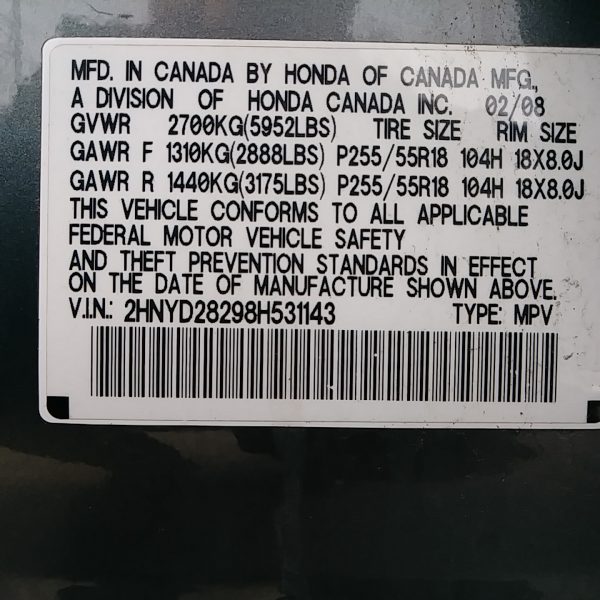 MFD. IN CANADA BY HONDA OF CANADA MFG.,
A DIVISION OF HONDA CANADA INC. 02/08
GVWR 2700KG(5952LBS) TIRE SIZE RIM SIZE
GAWR F 1310KG(2888LBS) P255/55R18 104H 18X8.0J
GAWR R 1440KG(3175LBS) P255/55R18 104H 18X8.0J
THIS VEHICLE CONFORMS TO ALL APPLICABLE
FEDERAL MOTOR VEHICLE SAFETY
AND THEFT PREVENTION STANDARDS IN EFFECT
ON THE DATE OF MANUFACTURE SHOWN ABOVE.
V.I.N.: 2HNYD28298H531143 TYPE: MPV